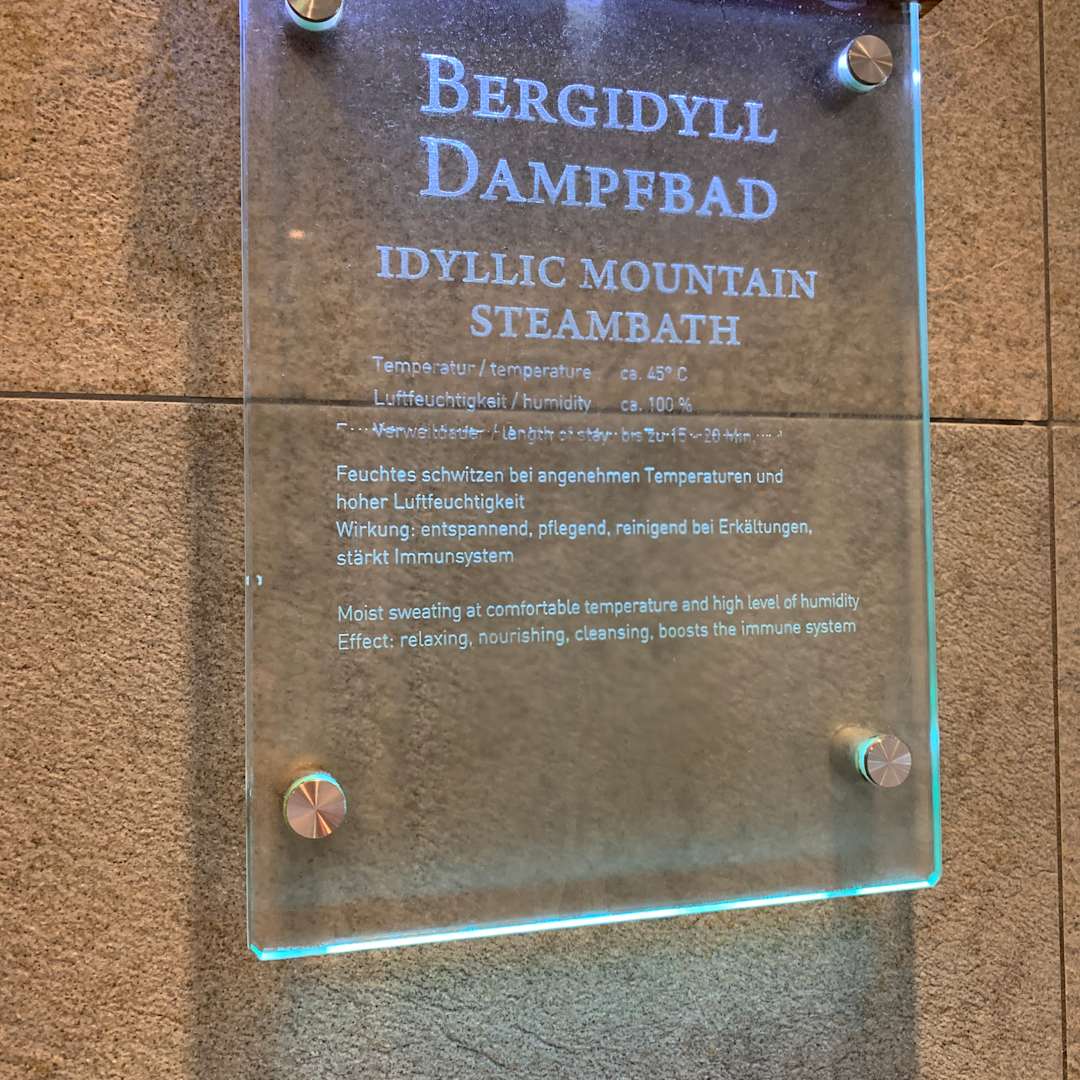 BERGIDYLL
DAMPFBAD
IDYLLIC MOUNTAIN
STEAMBATH
Temperatur / temperature ca. 45° C
Luftfeuchtigkeit / humidity ca. 100 %
Verweildauer / length of stay bis zu 15 - 20 Min.
Feuchtes schwitzen bei angenehmen Temperaturen und
hoher Luftfeuchtigkeit
Wirkung: entspannend, pflegend, reinigend bei Erkältungen,
stärkt Immunsystem
Moist sweating at comfortable temperature and high level of humidity
Effect: relaxing, nourishing, cleansing, boosts the immune system